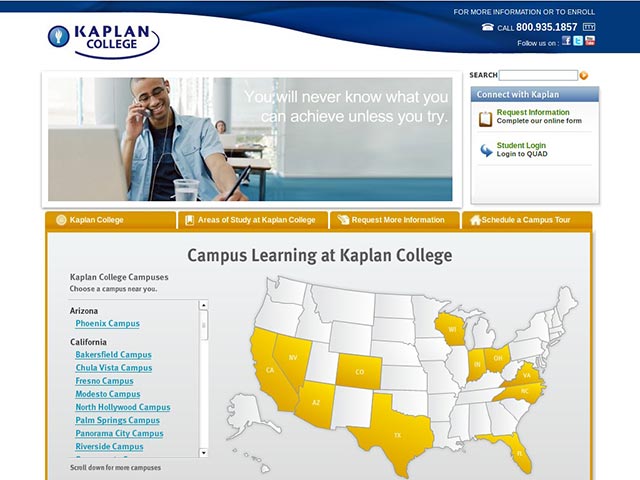 KAPLAN
COLLEGE
FOR MORE INFORMATION OR TO ENROLL
CALL 800.935.1857 TTY
Follow us on :
You will never know what you
can achieve unless you try.
SEARCH
Connect with Kaplan
Request Information
Complete our online form
Student Login
Login to QUAD
Kaplan College
Areas of Study at Kaplan College
Request More Information
Schedule a Campus Tour
Campus Learning at Kaplan College
Kaplan College Campuses
Choose a campus near you.
Arizona
Phoenix Campus
California
Bakersfield Campus
Chula Vista Campus
Fresno Campus
Modesto Campus
North Hollywood Campus
Palm Springs Campus
Panorama City Campus
Riverside Campus
Scroll down for more campuses
WI
NV
CA
CO
IN
OH
VA
NC
AZ
TX
FL